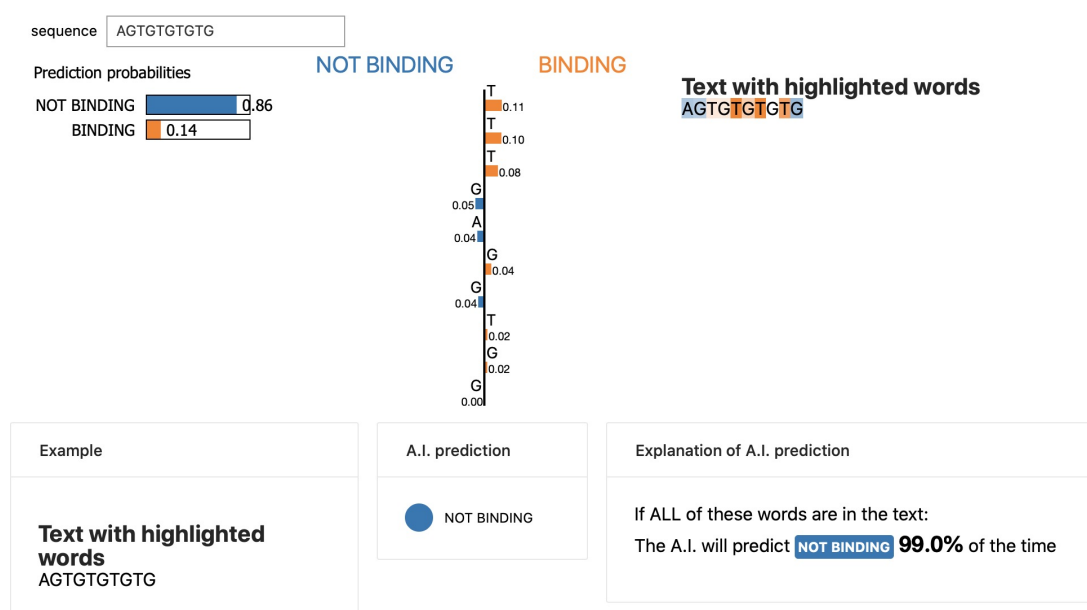 sequence AGTGTGTGTG
NOT BINDING BINDING
Prediction probabilities
NOT BINDING 0.86
BINDING 0.14
T
0.11
T
0.10
T
0.08
G
0.05
A
0.04
G
0.04
G
0.04
T
0.02
G
0.02
G
0.00
Text with highlighted words
AGTGTGTGTG
Example
Text with highlighted
words
AGTGTGTGTG
A.I. prediction
NOT BINDING
Explanation of A.I. prediction
If ALL of these words are in the text:
The A.I. will predict NOT BINDING 99.0% of the time